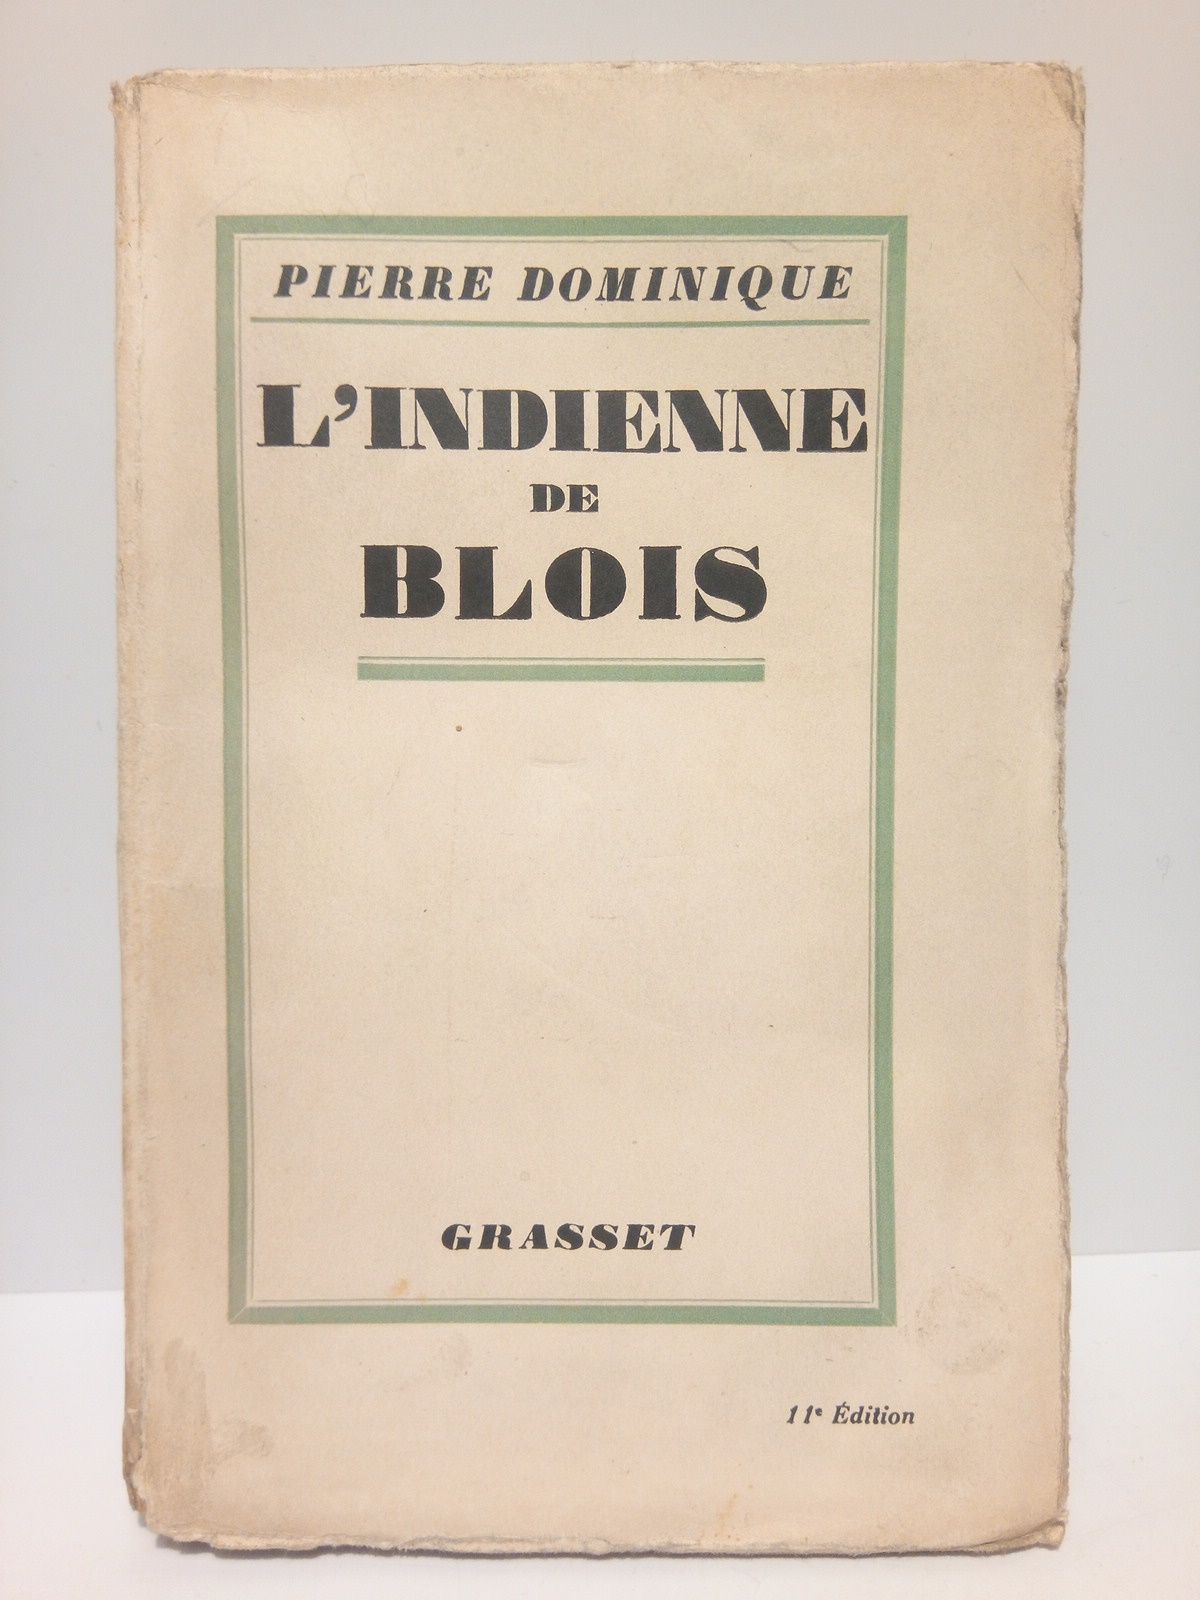 PIERRE DOMINIQUE
L'INDIENNE
DE
BLOIS
GRASSET
11e Édition